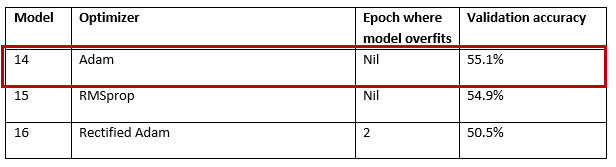 Model Optimizer Epoch where model overfits Validation accuracy
14 Adam Nil 55.1%
15 RMSprop Nil 54.9%
16 Rectified Adam 2 50.5%